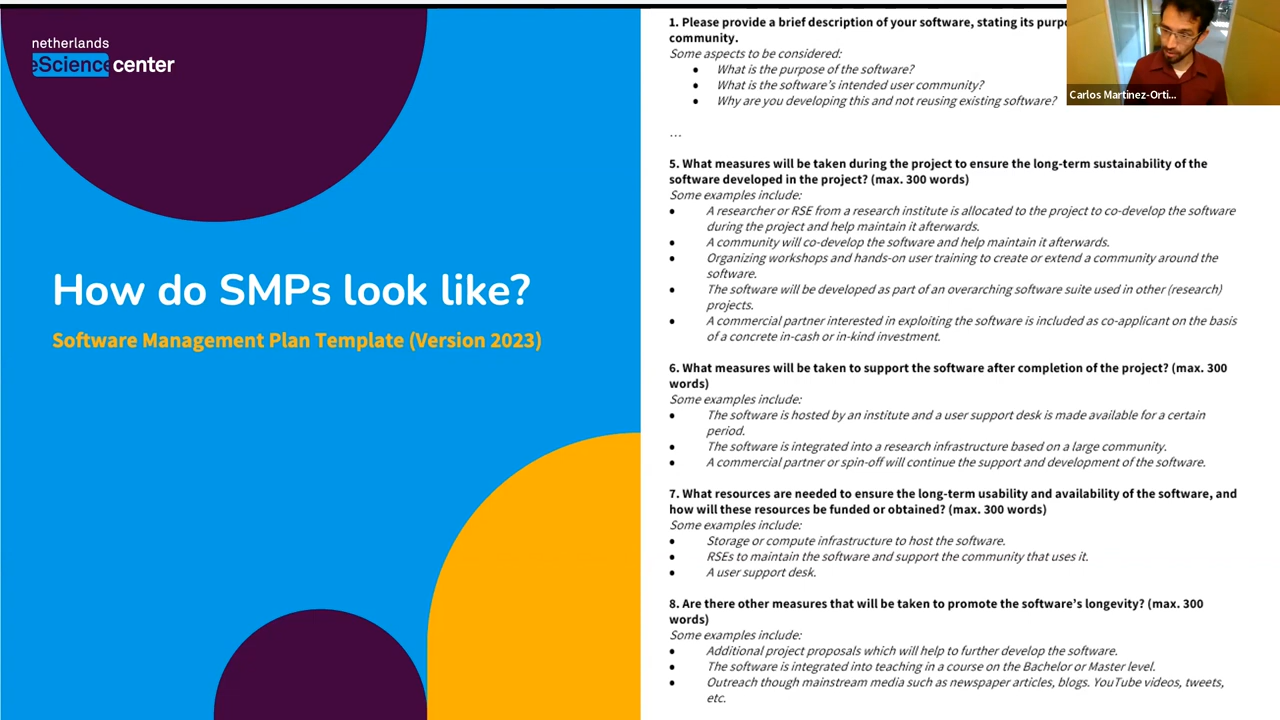 netherlands
eScience center
How do SMPs look like?
Software Management Plan Template (Version 2023)
1. Please provide a brief description of your software, stating its
community.
Some aspects to be considered:
• What is the purpose of the software?
• What is the software's intended user community?
• Why are you developing this and not reusing existing software?
...
5. What measures will be taken during the project to ensure the long-term sustainability of the
software developed in the project? (max. 300 words)
Some examples include:
• A researcher or RSE from a research institute is allocated to the project to co-develop the software
during the project and help maintain it afterwards.
• A community will co-develop the software and help maintain it afterwards.
• Organizing workshops and hands-on user training to create or extend a community around the
software.
• The software will be developed as part of an overarching software suite used in other (research)
projects.
• A commercial partner interested in exploiting the software is included as co-applicant on the basis
of a concrete in-cash or in-kind investment.
6. What measures will be taken to support the software after completion of the project? (max. 300
words)
Some examples include:
• The software is hosted by an institute and a user support desk is made available for a certain
period.
• The software is integrated into a research infrastructure based on a large community.
• A commercial partner or spin-off will continue the support and development of the software.
7. What resources are needed to ensure the long-term usability and availability of the software, and
how will these resources be funded or obtained? (max. 300 words)
Some examples include:
• Storage or compute infrastructure to host the software.
• RSEs to maintain the software and support the community that uses it.
• A user support desk.
8. Are there other measures that will be taken to promote the software's longevity? (max. 300
words)
Some examples include:
• Additional project proposals which will help to further develop the software.
• The software is integrated into teaching in a course on the Bachelor or Master level.
• Outreach though mainstream media such as newspaper articles, blogs. YouTube videos, tweets,
etc.
Carlos Martinez-Orti...